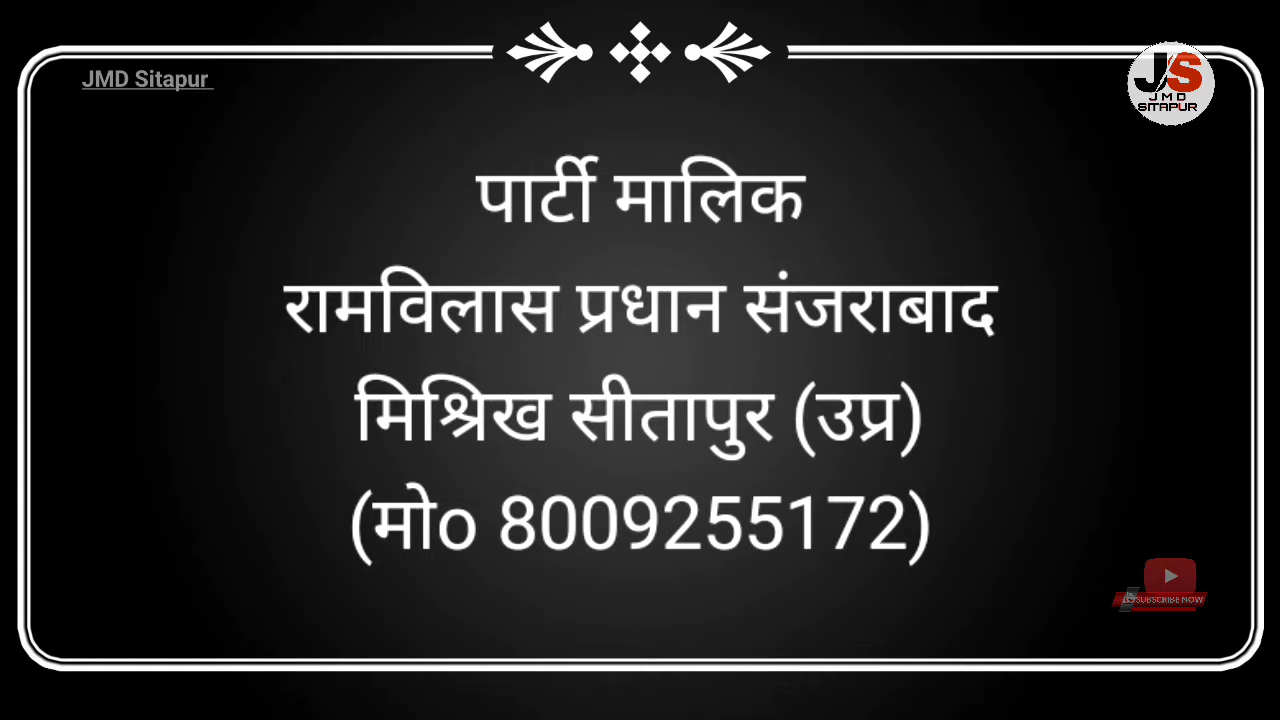 JMD Sitapur
JS
JMD
SITAPUR
पार्टी मालिक
रामविलास प्रधान संजराबाद
मिश्रिख सीतापुर (उप्र)
(मो० 8009255172)
SUBSCRIBE NOW